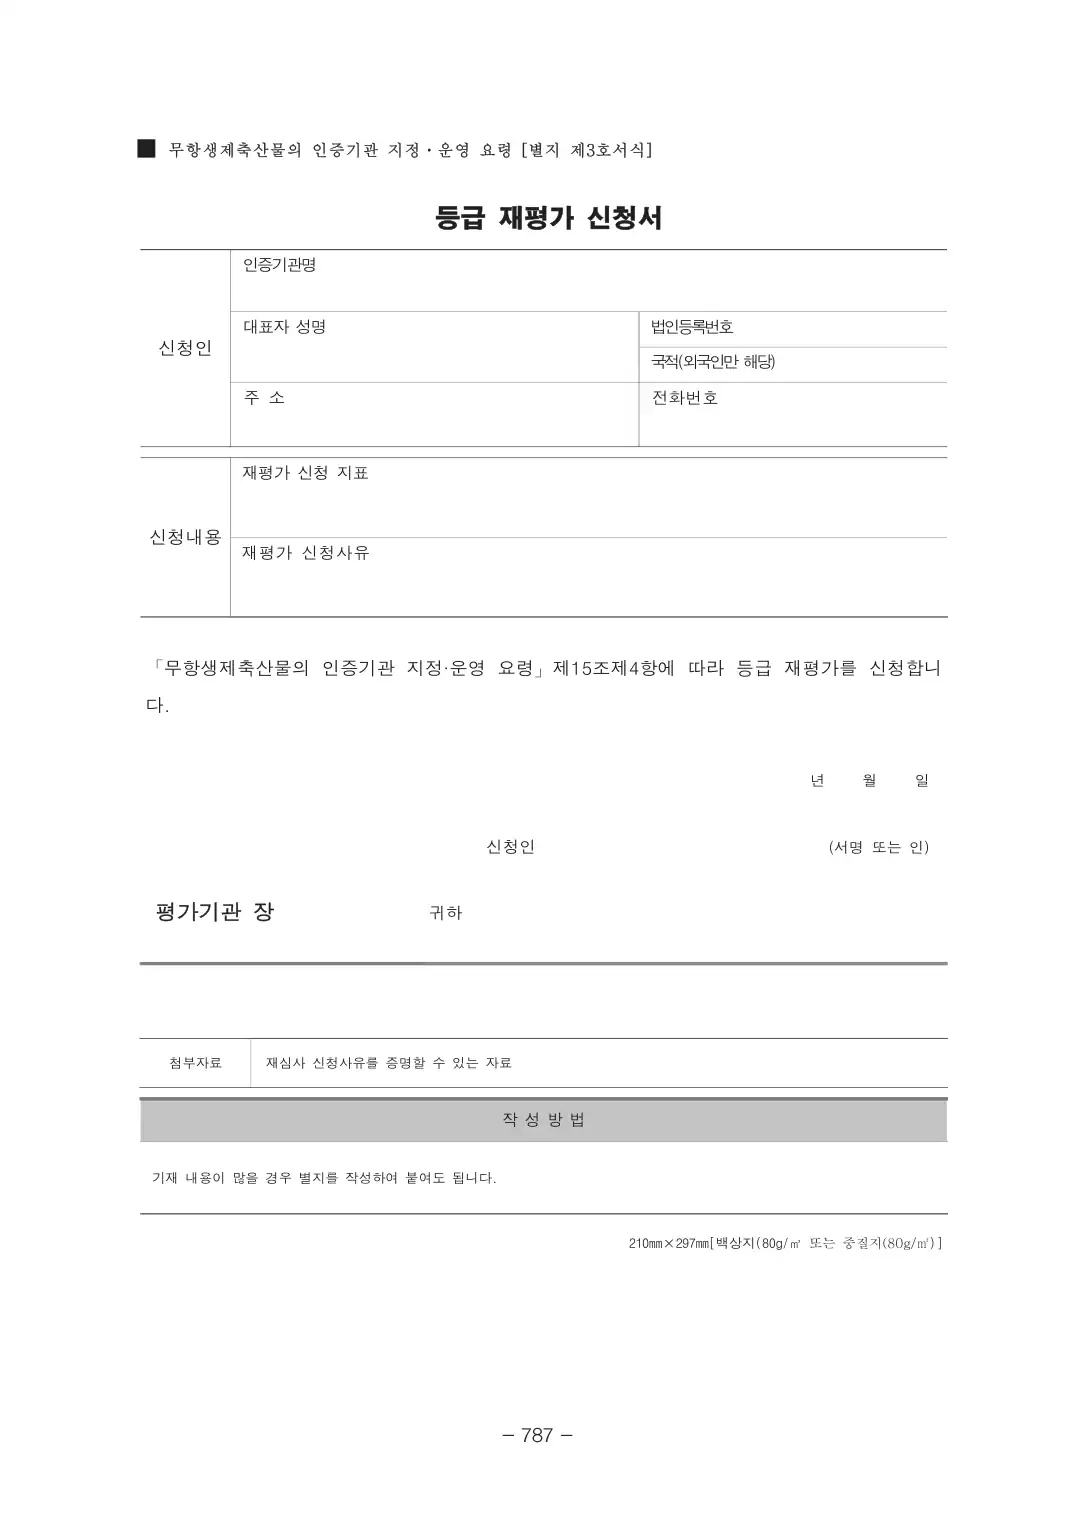 ■ 무항생제축산물의 인증기관 지정·운영 요령 [별지 제3호서식]
등급 재평가 신청서
신청인
인증기관명
대표자 성명
법인등록번호
국적(외국인만 해당)
주 소
전화번호
신청내용
재평가 신청 지표
재평가 신청사유
「무항생제축산물의 인증기관 지정·운영 요령」제15조제4항에 따라 등급 재평가를 신청합니
다.
년 월 일
신청인 (서명 또는 인)
평가기관 장 귀하
첨부자료 재심사 신청사유를 증명할 수 있는 자료
작 성 방 법
기재 내용이 많을 경우 별지를 작성하여 붙여도 됩니다.
210㎜×297㎜[백상지(80g/㎡ 또는 중질지(80g/㎡)]
- 787 -